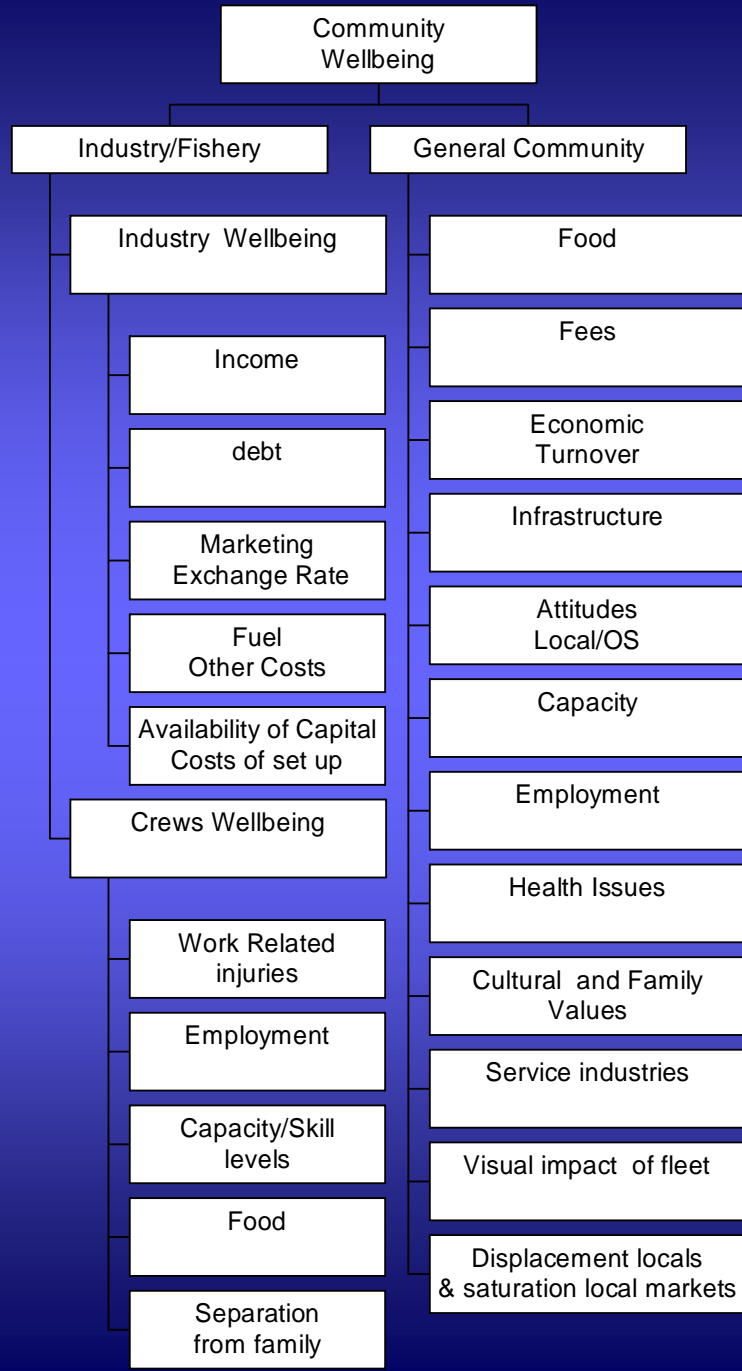 Community
Wellbeing
Industry/Fishery
Industry Wellbeing
Income
debt
Marketing
Exchange Rate
Fuel
Other Costs
Availability of Capital
Costs of set up
Crews Wellbeing
Work Related
injuries
Employment
Capacity/Skill
levels
Food
Separation
from family
General Community
Food
Fees
Economic
Turnover
Infrastructure
Attitudes
Local/OS
Capacity
Employment
Health Issues
Cultural and Family
Values
Service industries
Visual impact of fleet
Displacement locals
& saturation local markets